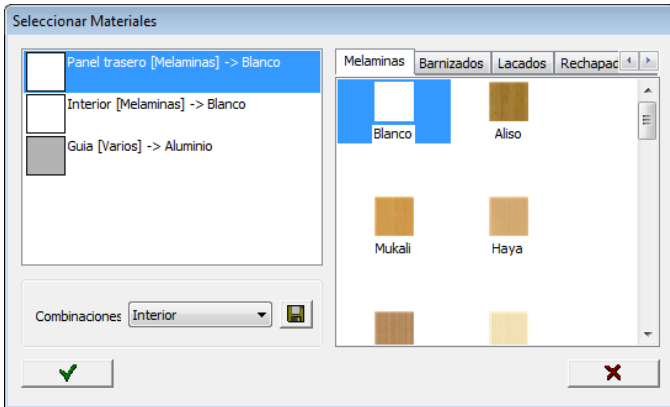 Seleccionar Materiales
Panel trasero [Melaminas] -> Blanco
Interior [Melaminas] -> Blanco
Guia [Varios] -> Aluminio
Combinaciones
Interior
Melaminas
Barnizados
Lacados
Rechapac
Blanco
Aliso
Mukali
Haya